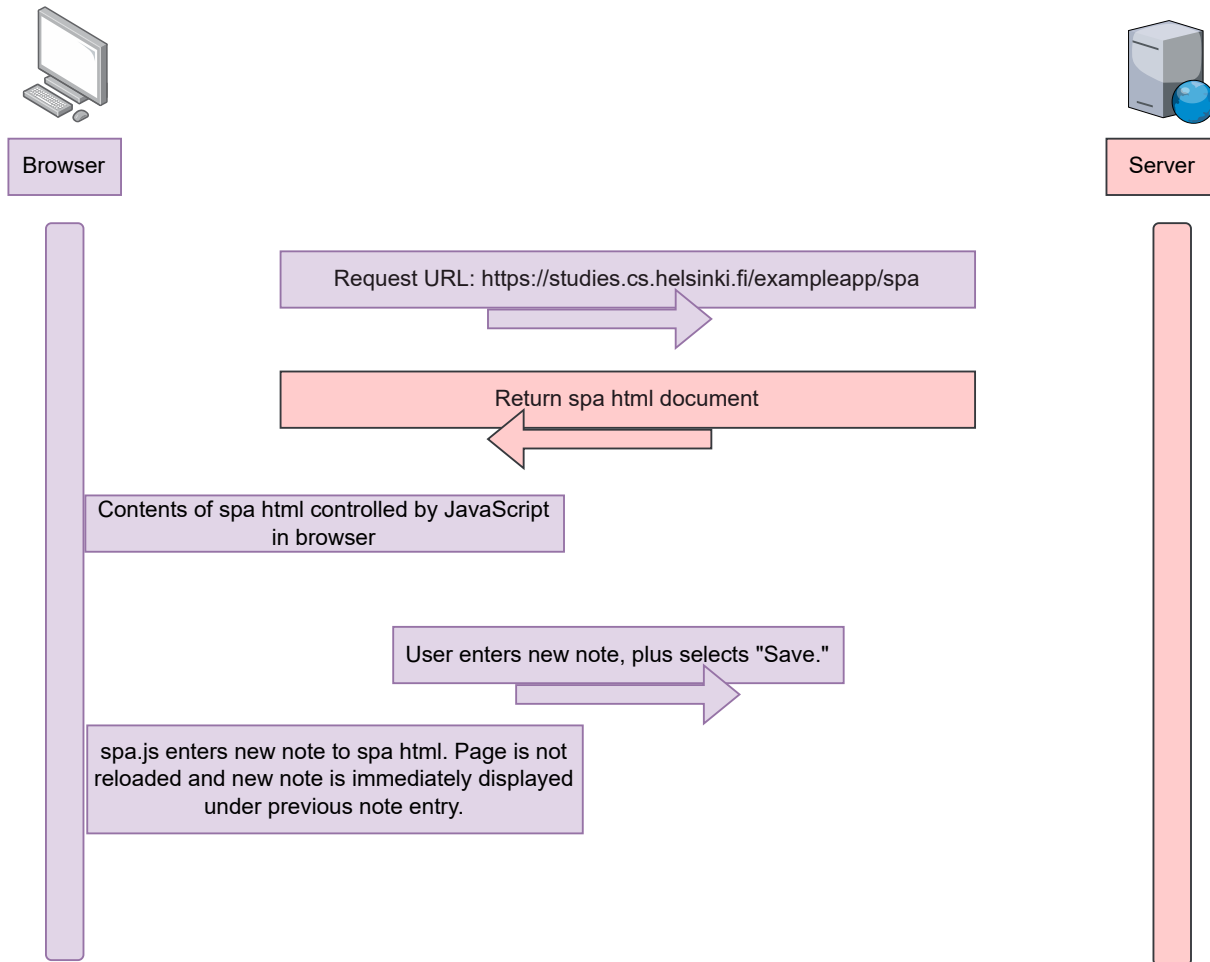 Browser
Server
Request URL: https://studies.cs.helsinki.fi/exampleapp/spa
Return spa html document
Contents of spa html controlled by JavaScript
in browser
User enters new note, plus selects "Save."
spa.js enters new note to spa html. Page is not
reloaded and new note is immediately displayed
under previous note entry.